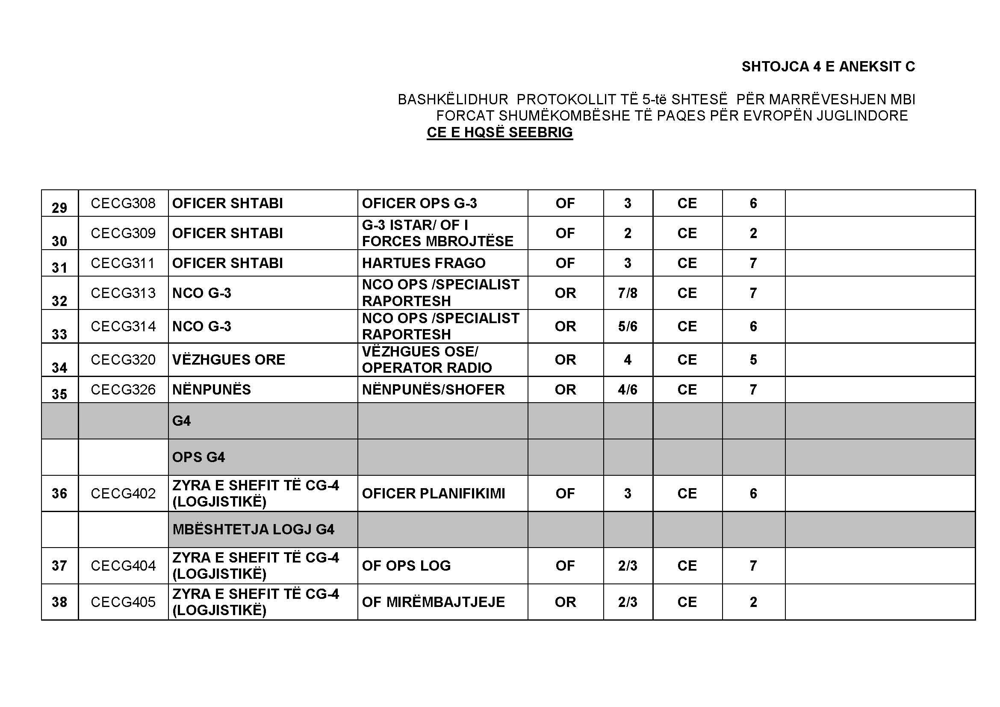 SHTOJCA 4 E ANEKSIT C
BASHKËLIDHUR PROTOKOLLIT TË 5-të SHTESË PËR MARRËVESHJEN MBI
FORCAT SHUMËKOMBËSHE TË PAQES PËR EVROPËN JUGLINDORE
CE E HQSË SEEBRIG
29 CECG308 OFICER SHTABI OFICER OPS G-3 OF 3 CE 6
30 CECG309 OFICER SHTABI G-3 ISTAR/ OF I
FORCES MBROJTËSE OF 2 CE 2
31 CECG311 OFICER SHTABI HARTUES FRAGO OF 3 CE 7
32 CECG313 NCO G-3 NCO OPS /SPECIALIST
RAPORTESH OR 7/8 CE 7
33 CECG314 NCO G-3 NCO OPS /SPECIALIST
RAPORTESH OR 5/6 CE 6
34 CECG320 VËZHGUES ORE VËZHGUES OSE/
OPERATOR RADIO OR 4 CE 5
35 CECG326 NËNPUNËS NËNPUNËS/SHOFER OR 4/6 CE 7
G4
OPS G4
36 CECG402 ZYRA E SHEFIT TË CG-4
(LOGJISTIKË) OFICER PLANIFIKIMI OF 3 CE 6
MBËSHTETJA LOGJ G4
37 CECG404 ZYRA E SHEFIT TË CG-4
(LOGJISTIKË) OF OPS LOG OF 2/3 CE 7
38 CECG405 ZYRA E SHEFIT TË CG-4
(LOGJISTIKË) OF MIRËMBAJTJEJE OR 2/3 CE 2